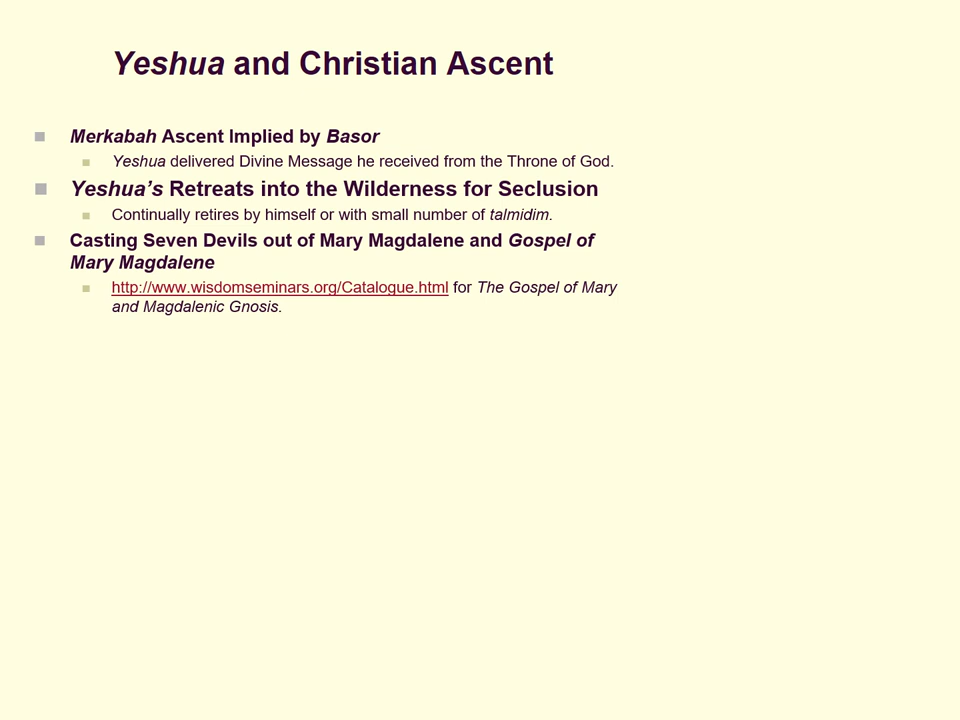 Yeshua and Christian Ascent
Merkabah Ascent Implied by Basor
Yeshua delivered Divine Message he received from the Throne of God.
Yeshua's Retreats into the Wilderness for Seclusion
Continually retires by himself or with small number of talmidim.
Casting Seven Devils out of Mary Magdalene and Gospel of
Mary Magdalene
http://www.wisdomseminars.org/Catalogue.html for The Gospel of Mary
and Magdalenic Gnosis.